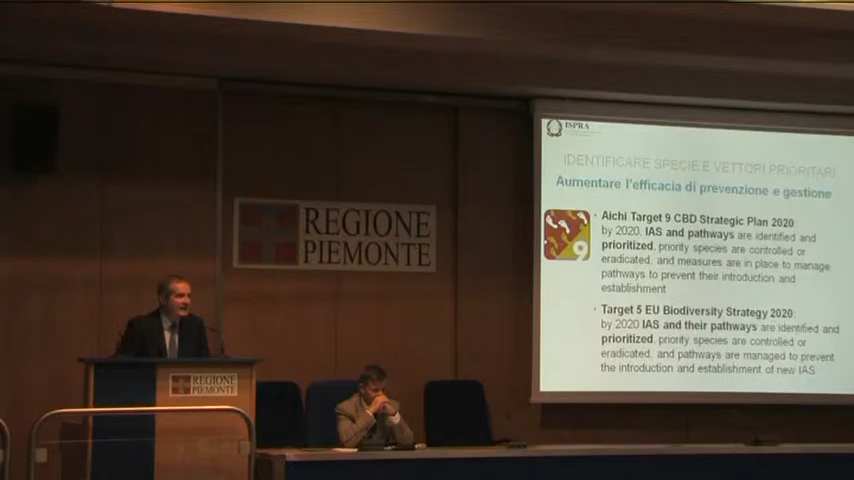 ISPRA
IDENTIFICARE SPECIE E VETTORI PRIORITARI
Aumentare l'efficacia di prevenzione e gestione
Aichi Target 9 CBD Strategic Plan 2020:
by 2020, IAS and pathways are identified and
prioritized, priority species are controlled or
eradicated, and measures are in place to manage
pathways to prevent their introduction and
establishment
9
Target 5 EU Biodiversity Strategy 2020:
by 2020 IAS and their pathways are identified and
prioritized, priority species are controlled or
eradicated, and pathways are managed to prevent
the introduction and establishment of new IAS
REGIONE
PIEMONTE
REGIONE
PIEMONTE